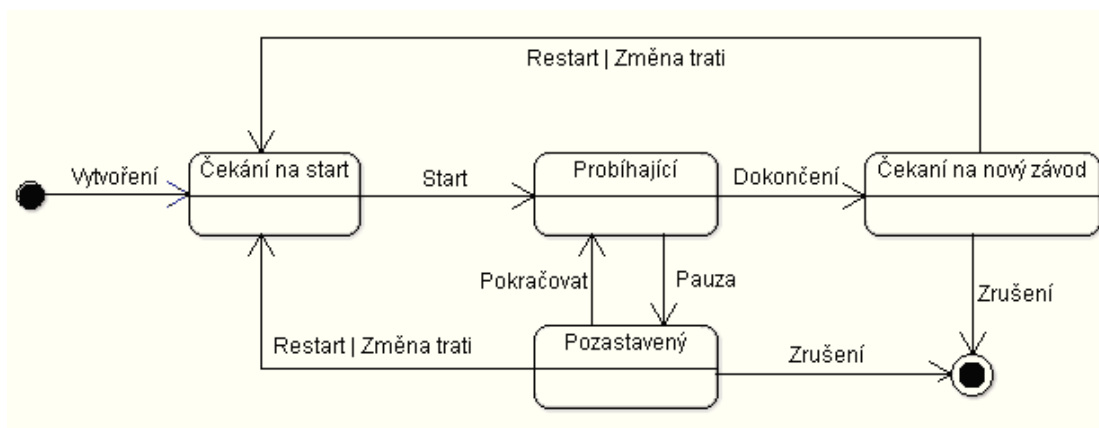 Restart | Změna trati
Vytvoření
Čekání na start
Start
Probíhající
Dokončení
Čekaní na nový závod
Pokračovat
Pauza
Zrušení
Restart | Změna trati
Pozastavený
Zrušení